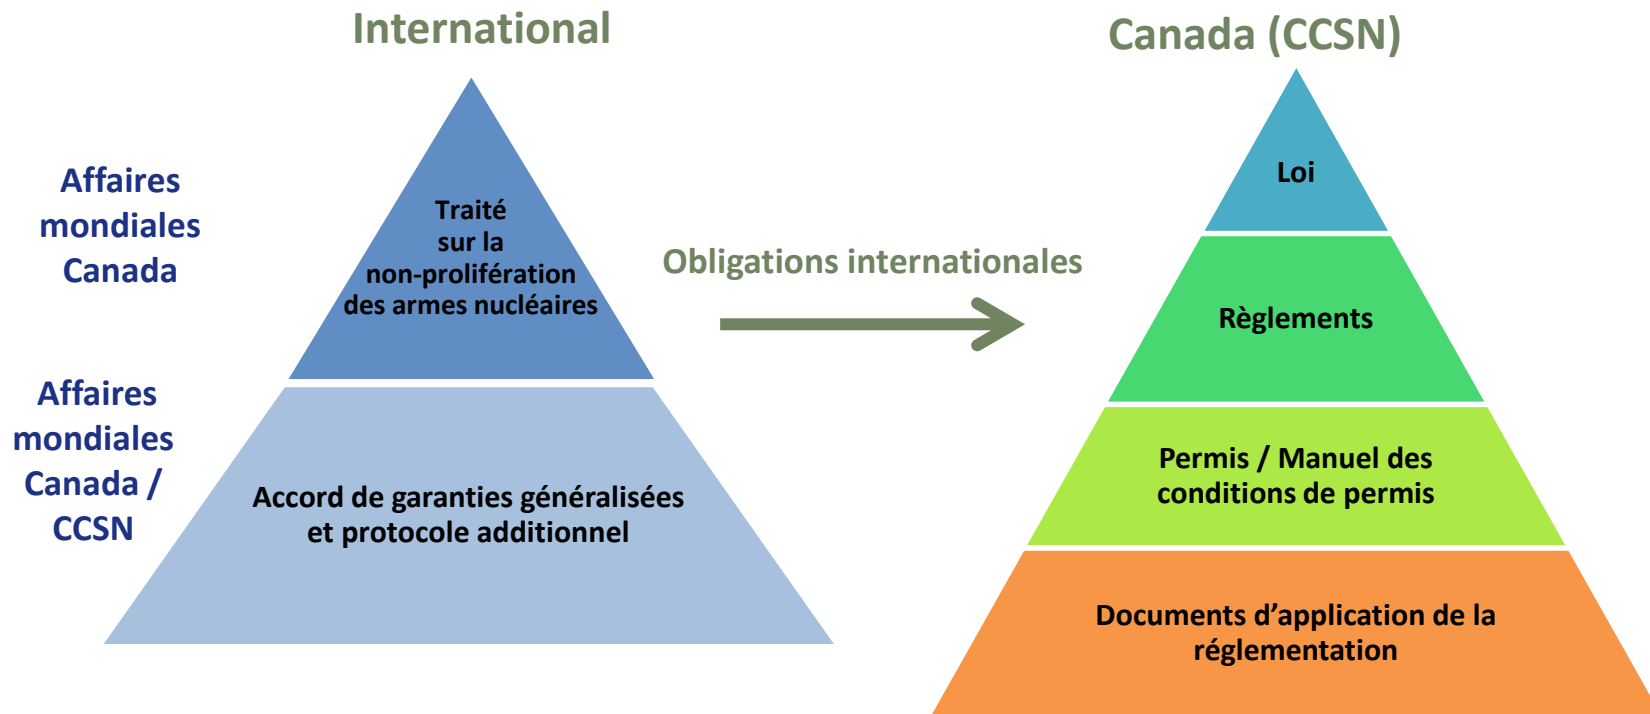 International
Canada (CCSN)
Affaires
mondiales
Canada
Traité
sur la
non-prolifération
des armes nucléaires
Obligations internationales
Loi
Règlements
Affaires
mondiales
Canada /
CCSN
Accord de garanties généralisées
et protocole additionnel
Permis / Manuel des
conditions de permis
Documents d’application de la
réglementation